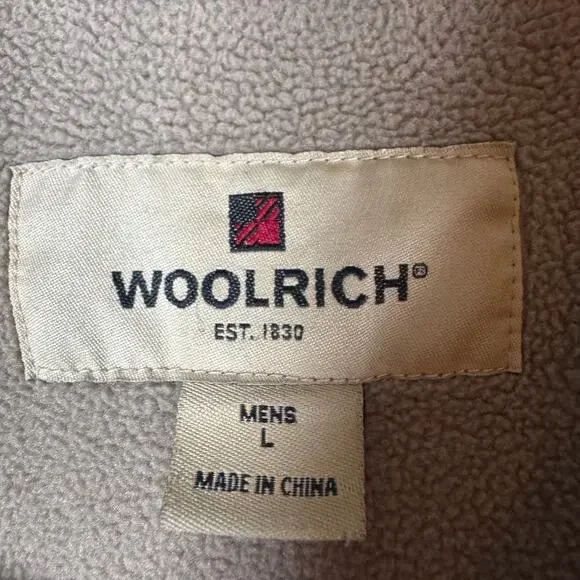 WOOLRICH®
EST. 1830
MENS
L
MADE IN CHINA